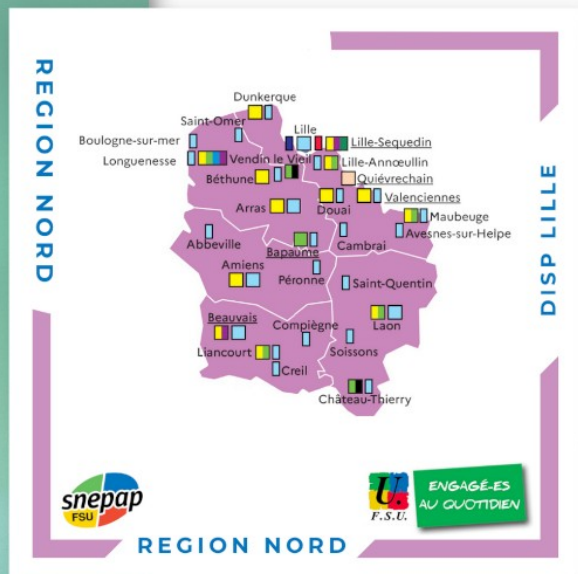 REGION NORD
DISP LILLE
Dunkerque
Saint-Omer
Lille
Boulogne-sur-mer
Lille-Sequedin
Longuenesse
Vendin le Vieil
Lille-Annœullin
Béthune
Quiévrechain
Valenciennes
Arras
Douai
Maubeuge
Abbeville
Cambrai
Avesnes-sur-Helpe
Bapaume
Amiens
Péronne
Saint-Quentin
Beauvais
Compiègne
Laon
Liancourt
Soissons
Creil
Château-Thierry
snepap
FSU
U.
F.S.U.
ENGAGÉ-ES
AU QUOTIDIEN
REGION NORD